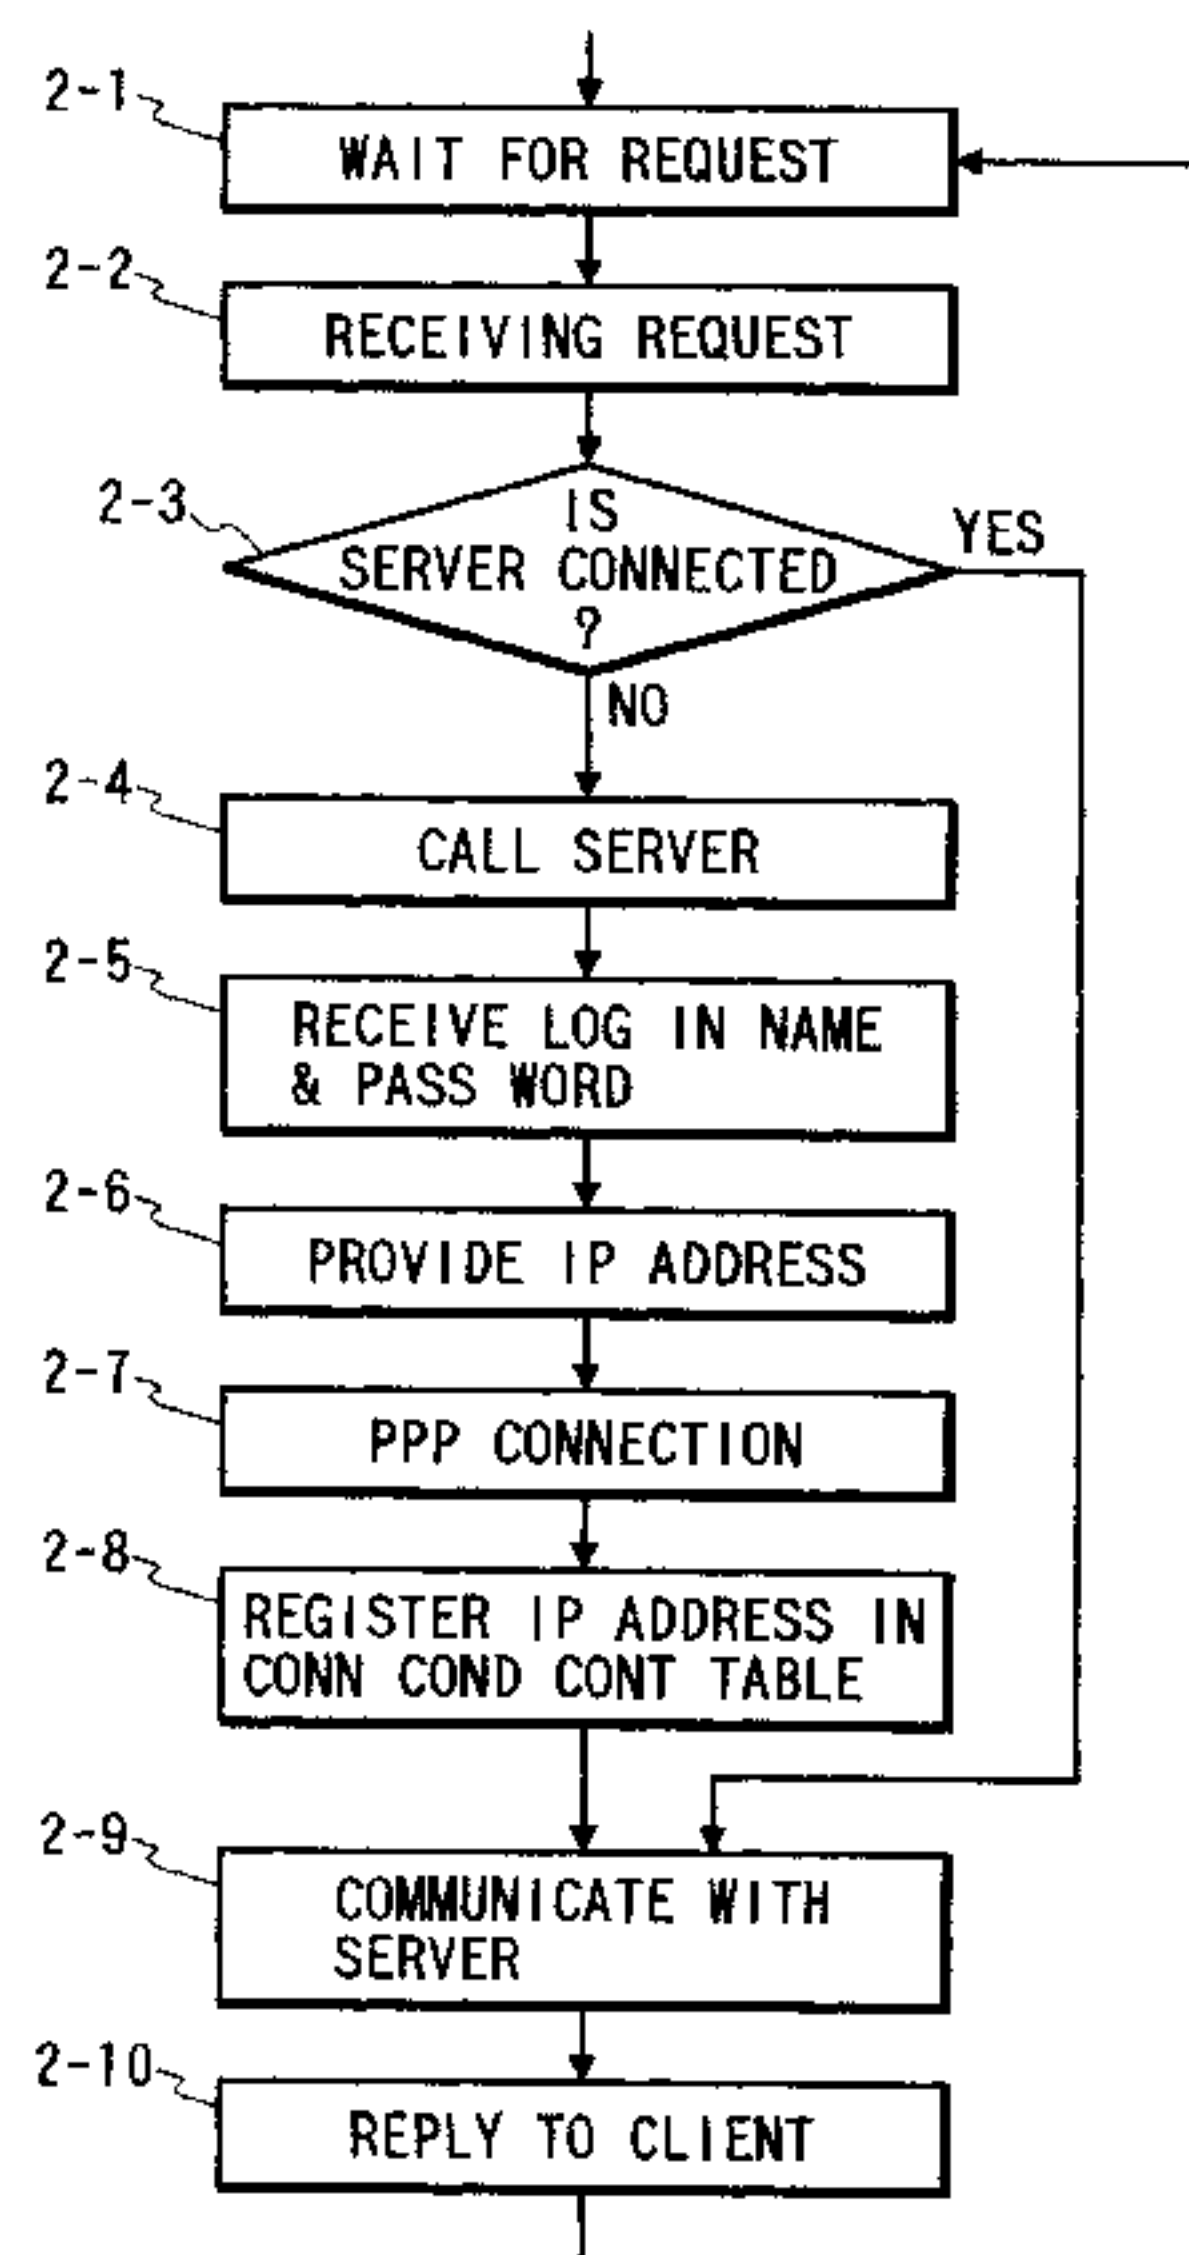 2-1
WAIT FOR REQUEST
2-2
RECEIVING REQUEST
2-3
IS
SERVER CONNECTED
?
YES
NO
2-4
CALL SERVER
2-5
RECEIVE LOG IN NAME
& PASS WORD
2-6
PROVIDE IP ADDRESS
2-7
PPP CONNECTION
2-8
REGISTER IP ADDRESS IN
CONN COND CONT TABLE
2-9
COMMUNICATE WITH
SERVER
2-10
REPLY TO CLIENT